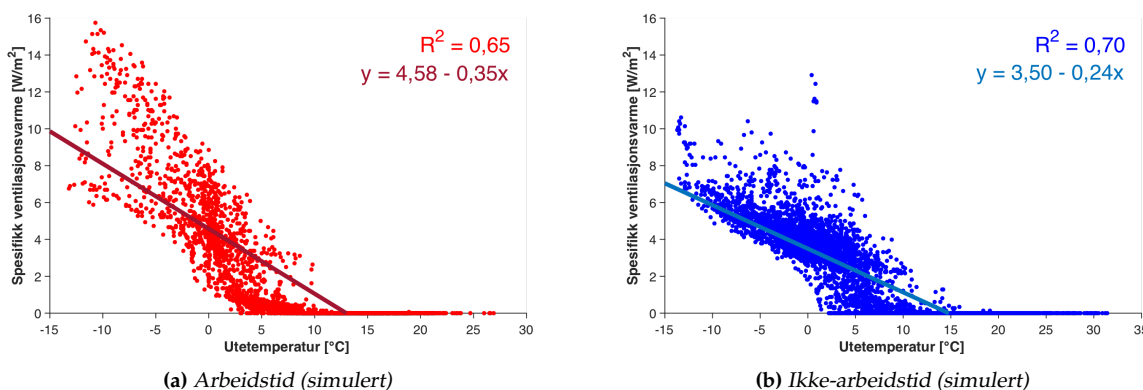 Spesifikk ventilasjonsvarme [W/m²]
16
14
12
10
8
6
4
2
0
R² = 0,65
y = 4,58 - 0,35x
-15 -10 -5 0 5 10 15 20 25 30
Utetemperatur [°C]
(a) Arbeidstid (simulert)
Spesifikk ventilasjonsvarme [W/m²]
16
14
12
10
8
6
4
2
0
R² = 0,70
y = 3,50 - 0,24x
-15 -10 -5 0 5 10 15 20 25 30 35
Utetemperatur [°C]
(b) Ikke-arbeidstid (simulert)